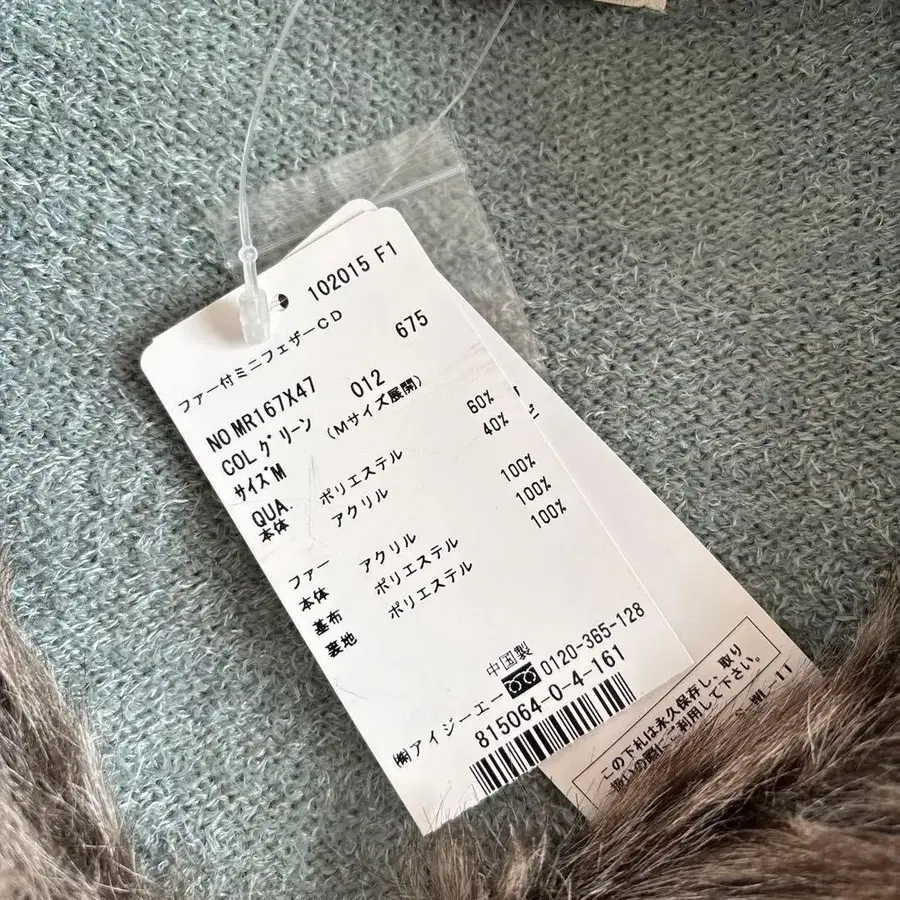 102015 F1
ファー付ミニフェザーCD
675
NO MR167X47 012
COL グリーン (Mサイズ展開)
サイズ M
QUA.
本体 ポリエステル 60%
アクリル 40%
ファー
本体 アクリル 100%
基布 ポリエステル 100%
裏地 ポリエステル 100%
中国製
㈱アイジーエー 0120-365-128
815064-0-4-161
この下札は永久保存し、取り
扱いの際にご利用して下さい。
WL-11